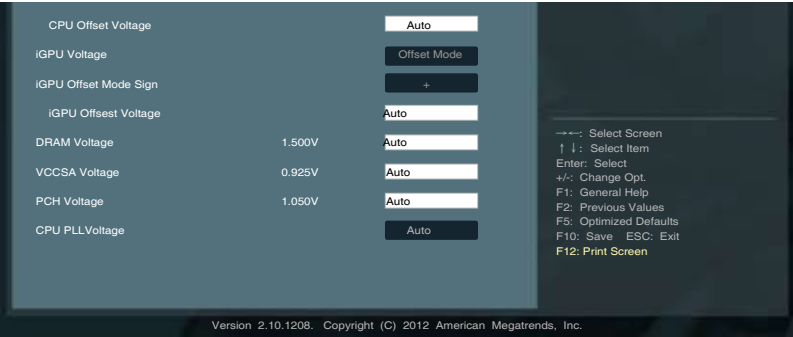 CPU Offset Voltage Auto
iGPU Voltage Offset Mode
iGPU Offset Mode Sign +
iGPU Offsest Voltage Auto
DRAM Voltage 1.500V Auto
VCCSA Voltage 0.925V Auto
PCH Voltage 1.050V Auto
CPU PLLVoltage Auto
→←: Select Screen
↑↓: Select Item
Enter: Select
+/-: Change Opt.
F1: General Help
F2: Previous Values
F5: Optimized Defaults
F10: Save ESC: Exit
F12: Print Screen
Version 2.10.1208. Copyright (C) 2012 American Megatrends, Inc.